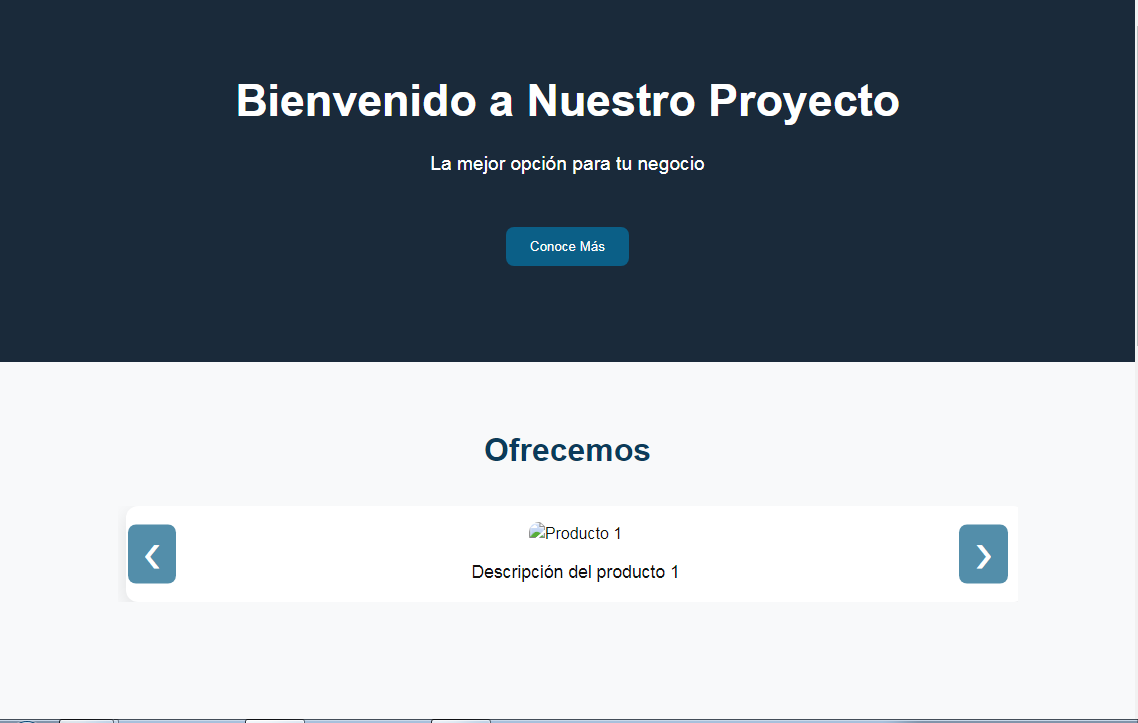 Bienvenido a Nuestro Proyecto
La mejor opción para tu negocio
Conoce Más
Ofrecemos
❮
Producto 1
❯
Descripción del producto 1